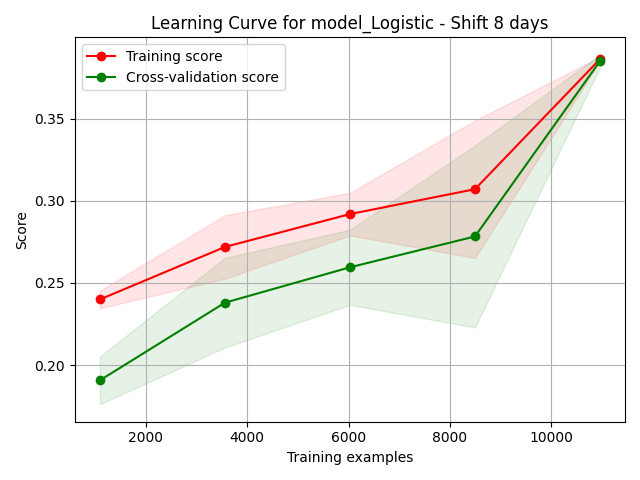 Learning Curve for model_Logistic - Shift 8 days
Training score
Cross-validation score
0.35
0.30
0.25
0.20
Score
2000 4000 6000 8000 10000
Training examples